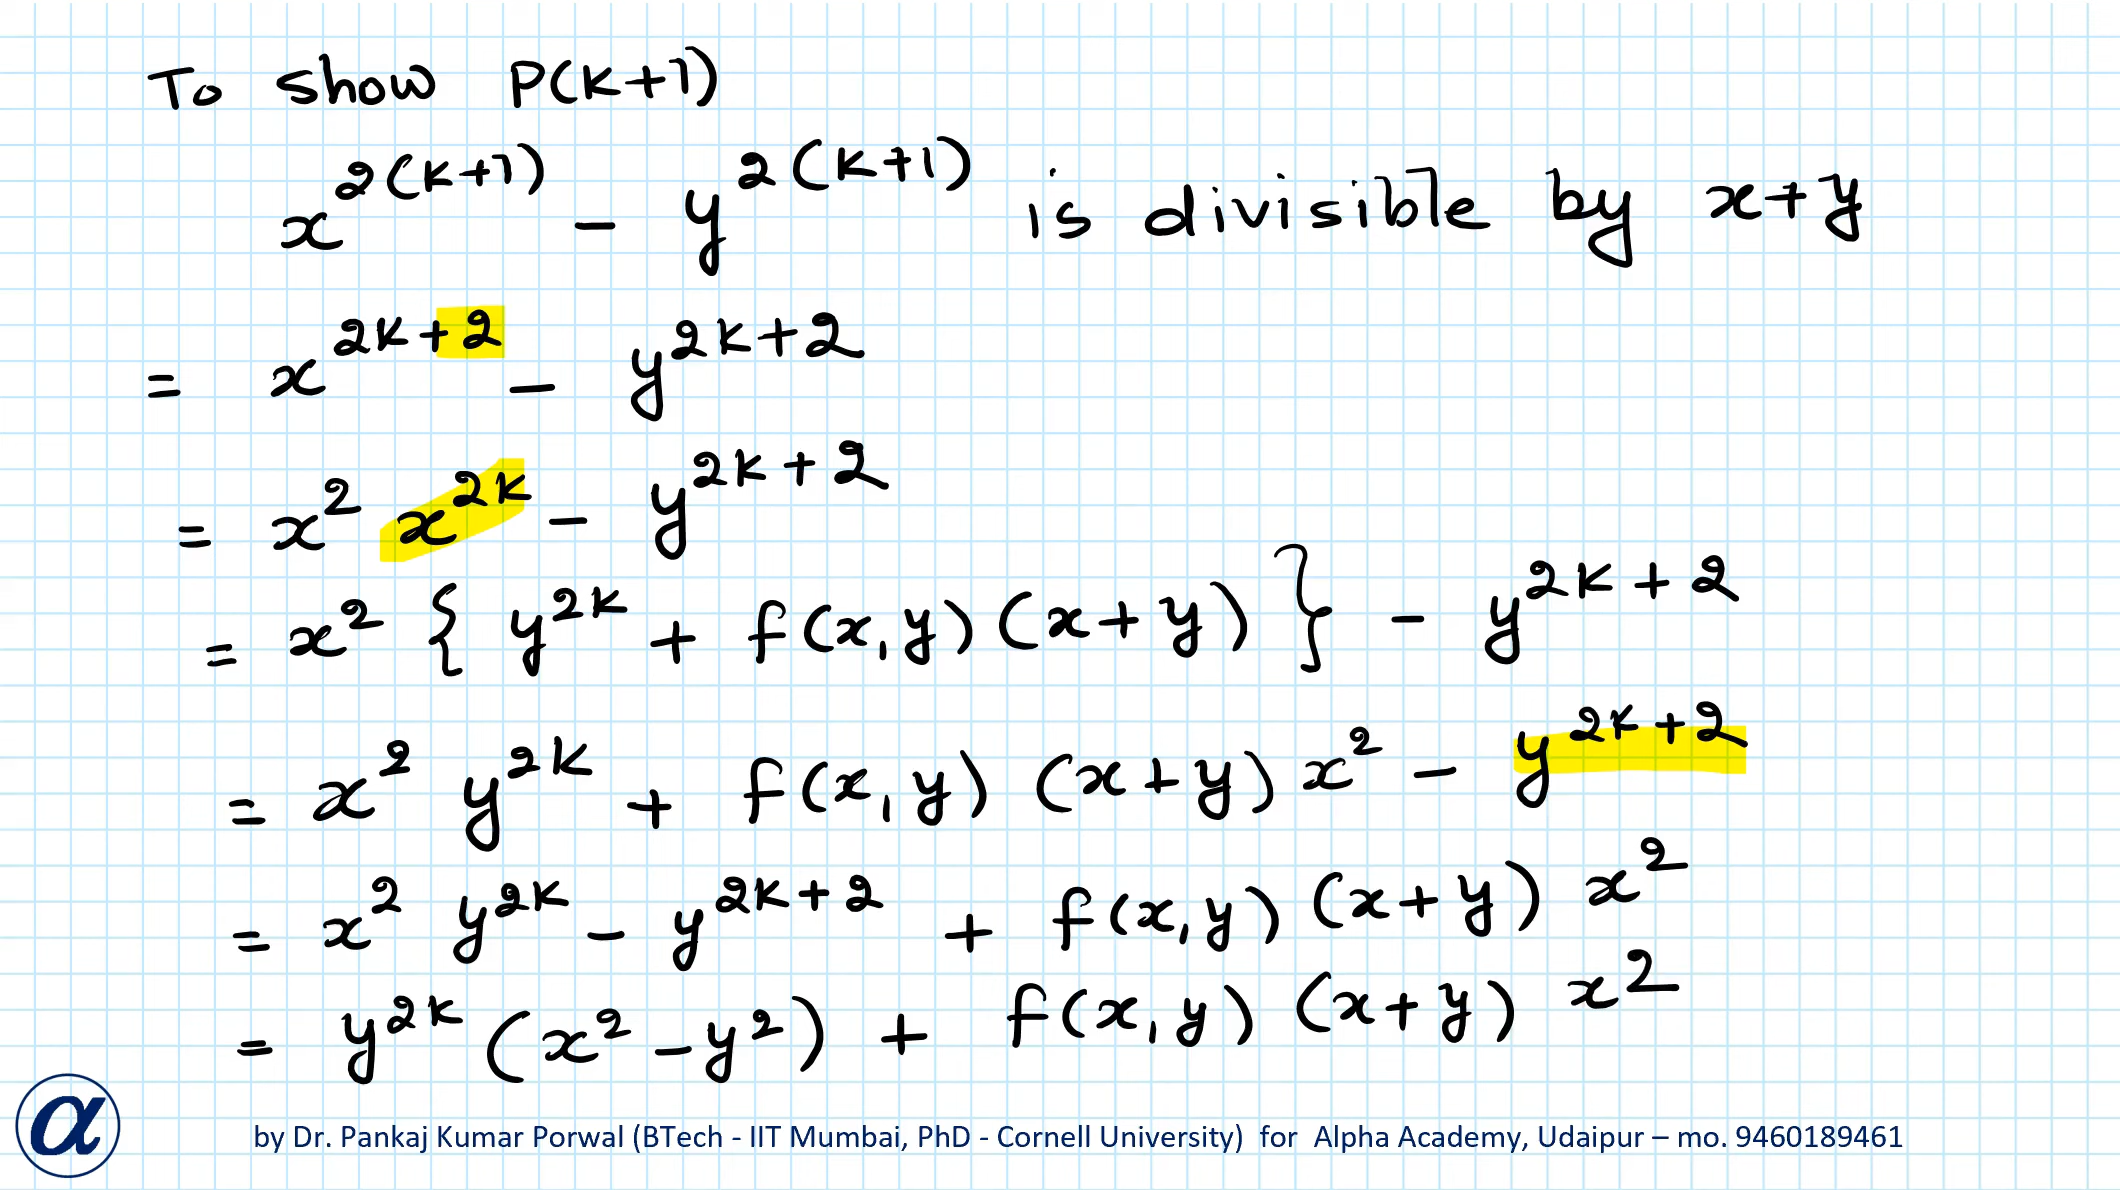 To show P(K+1)
x^{2(K+1)} - y^{2(K+1)} is divisible by x+y
= x^{2K+2} - y^{2K+2}
= x^2 x^{2K} - y^{2K+2}
= x^2 { y^{2K} + f(x,y)(x+y) } - y^{2K+2}
= x^2 y^{2K} + f(x,y) (x+y) x^2 - y^{2K+2}
= x^2 y^{2K} - y^{2K+2} + f(x,y) (x+y) x^2
= y^{2K} (x^2 - y^2) + f(x,y) (x+y) x^2
α
by Dr. Pankaj Kumar Porwal (BTech - IIT Mumbai, PhD - Cornell University) for Alpha Academy, Udaipur – mo. 9460189461